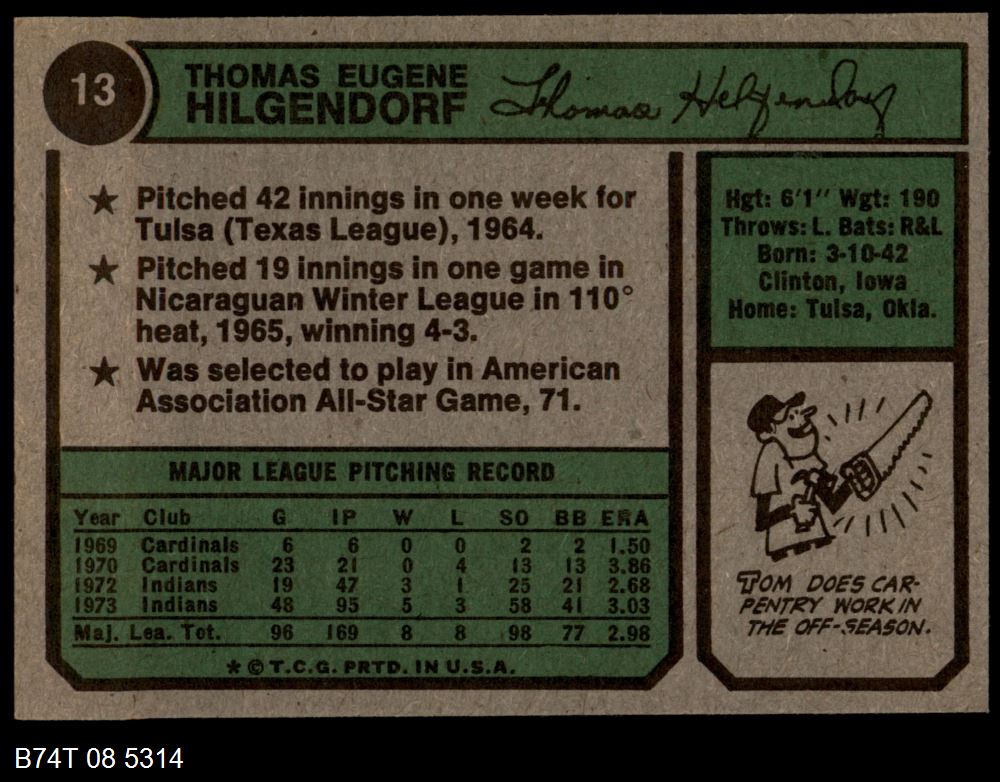 13
THOMAS EUGENE
HILGENDORF
Thomas Hilgendorf
★ Pitched 42 innings in one week for
Tulsa (Texas League), 1964.
★ Pitched 19 innings in one game in
Nicaraguan Winter League in 110°
heat, 1965, winning 4-3.
★ Was selected to play in American
Association All-Star Game, 71.
Hgt: 6'1" Wgt: 190
Throws: L. Bats: R&L
Born: 3-10-42
Clinton, Iowa
Home: Tulsa, Okla.
MAJOR LEAGUE PITCHING RECORD
Year Club G IP W L SO BB ERA
1969 Cardinals 6 6 0 0 2 2 1.50
1970 Cardinals 23 21 0 4 13 13 3.86
1972 Indians 19 47 3 1 25 21 2.68
1973 Indians 48 95 5 3 58 41 3.03
Maj. Lea. Tot. 96 169 8 8 98 77 2.98
* © T.C.G. PRTD. IN U.S.A.
TOM DOES CAR-
PENTRY WORK IN
THE OFF-SEASON.
B74T 08 5314